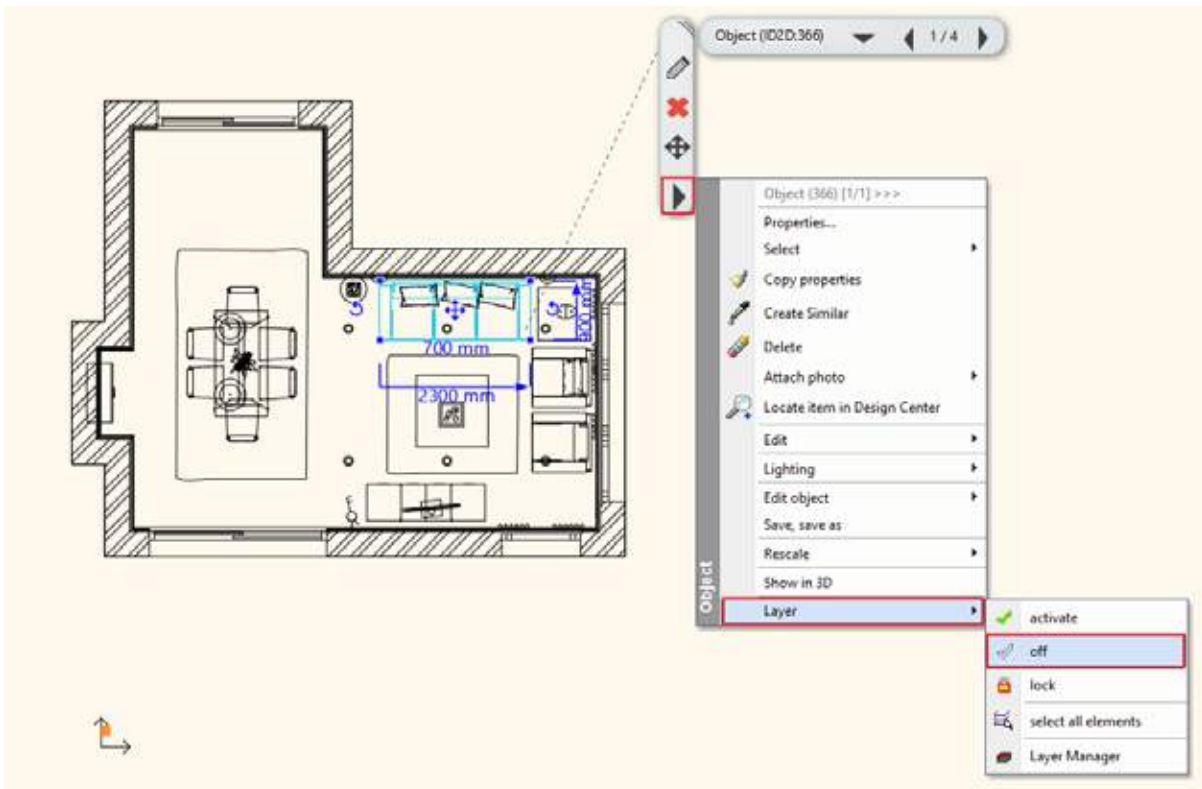 Object (ID2D:366)
1 / 4
Object (366) [1/1] >>>
Properties...
Select
Copy properties
Create Similar
Delete
Attach photo
Locate item in Design Center
Edit
Lighting
Edit object
Save, save as
Rescale
Show in 3D
Layer
Object
activate
off
lock
select all elements
Layer Manager
900 mm
700 mm
2300 mm